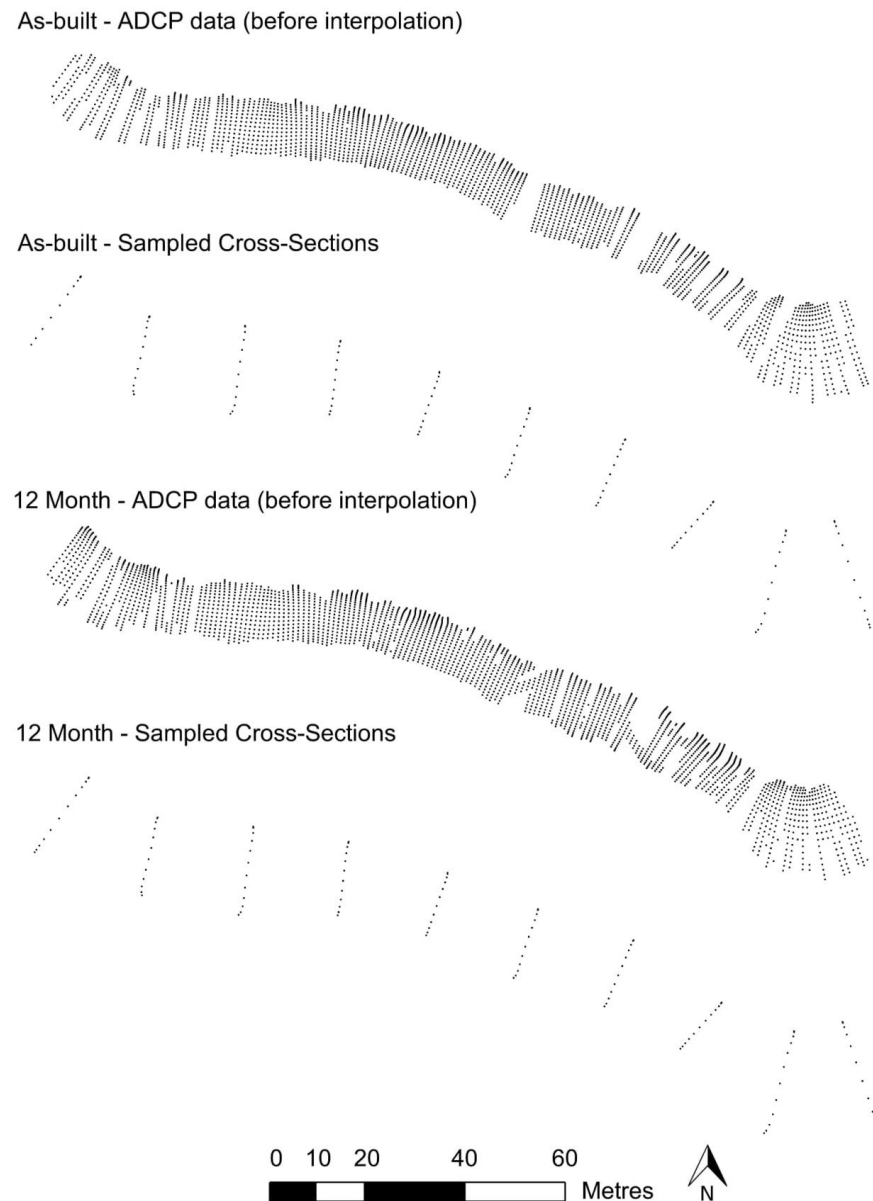 As-built - ADCP data (before interpolation)
As-built - Sampled Cross-Sections
12 Month - ADCP data (before interpolation)
12 Month - Sampled Cross-Sections
0 10 20 40 60
Metres
N